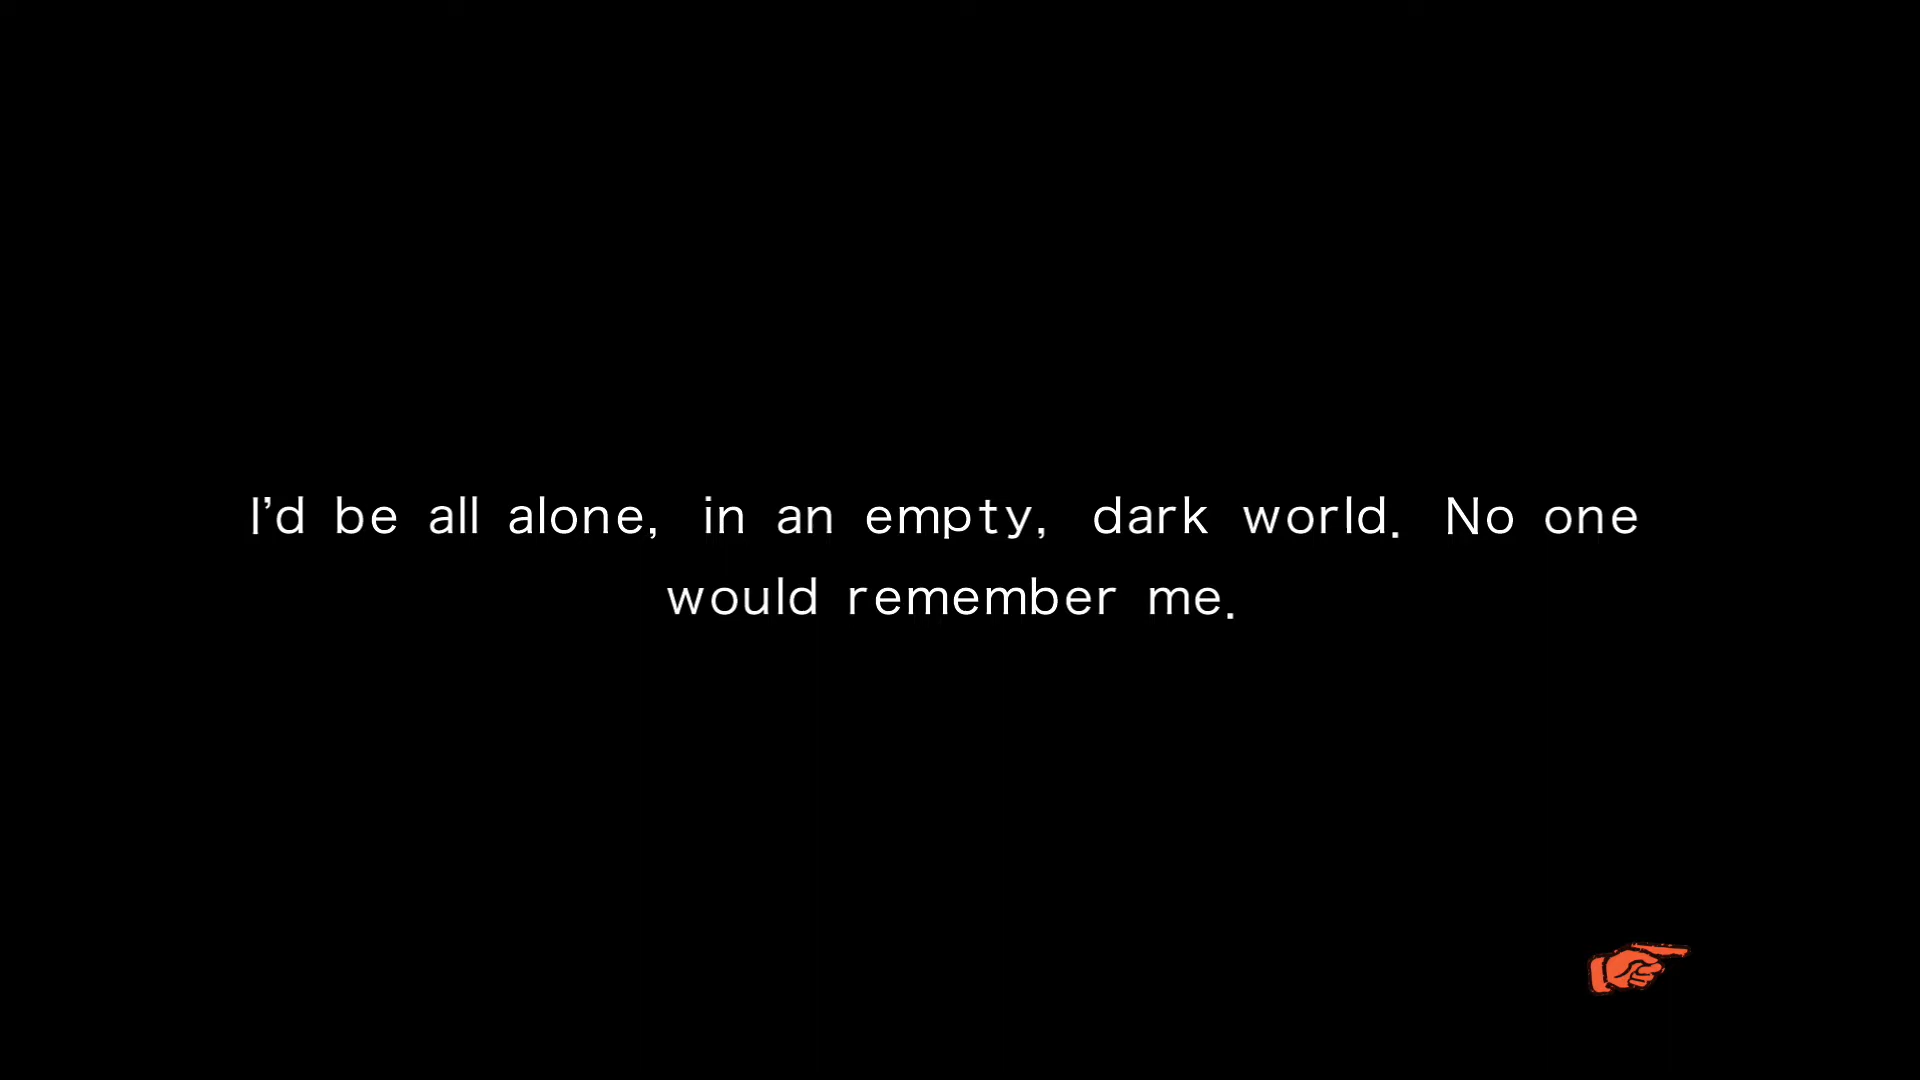 I’d be all alone, in an empty, dark world. No one
would remember me.